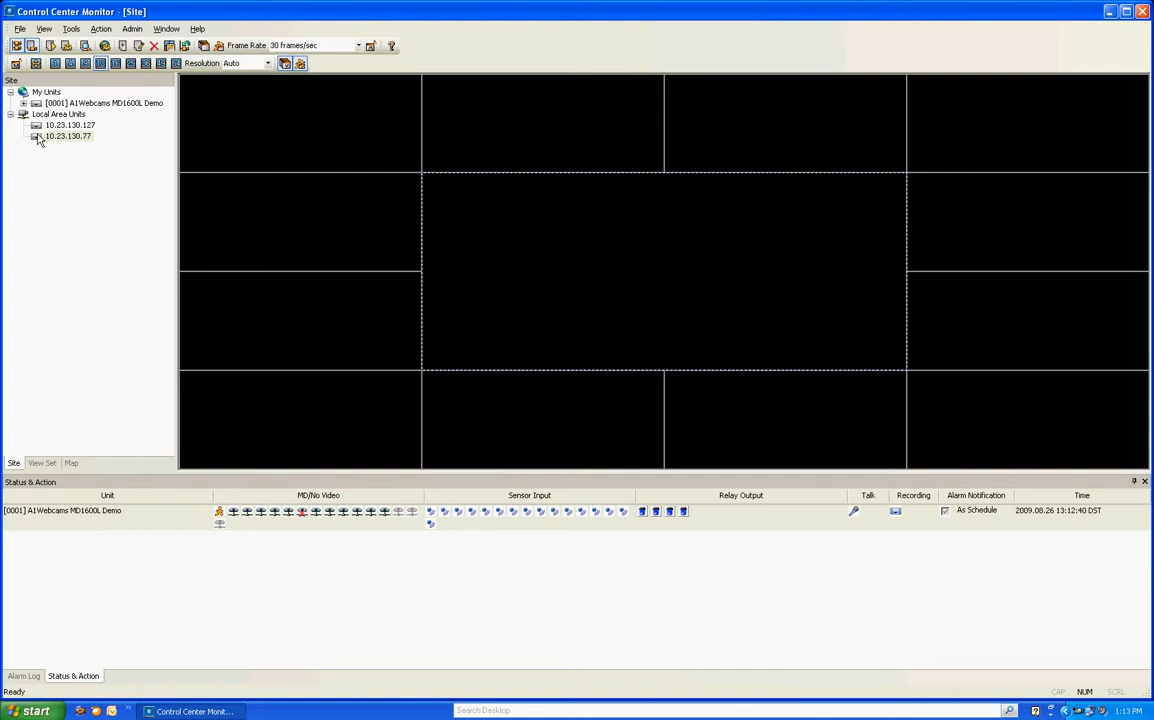 Control Center Monitor - [Site]
File View Tools Action Admin Window Help
Frame Rate 30 frames/sec
Resolution Auto
Site
My Units
[0001] A1Webcams MD1600L Demo
Local Area Units
10.23.130.127
10.23.130.77
Site View Set Map
Status & Action
Unit MD/No Video Sensor Input Relay Output Talk Recording Alarm Notification Time
[0001] A1Webcams MD1600L Demo As Schedule 2009.08.26 13:12:40 DST
Alarm Log Status & Action
Ready CAP NUM SCRL
start Control Center Monit... Search Desktop 1:13 PM